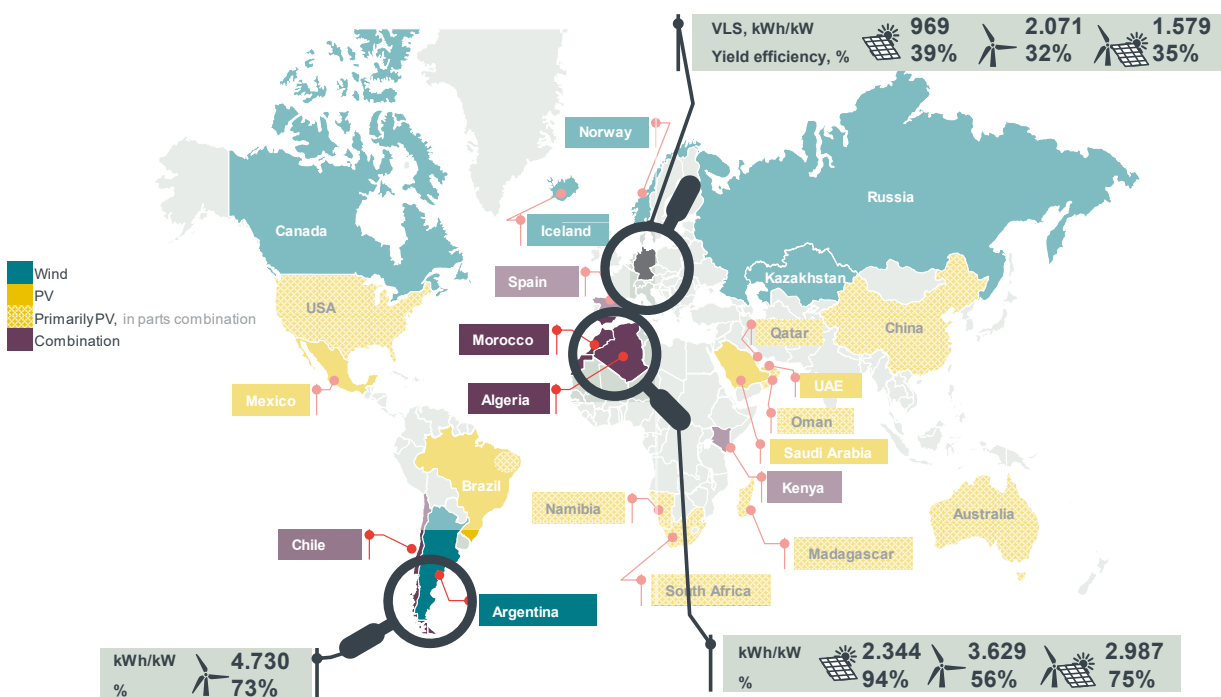 VLS, kWh/kW 969 2.071 1.579
Yield efficiency, % 39% 32% 35%
Norway
Russia
Canada
Iceland
Kazakhstan
Spain
Wind
PV
PrimarilyPV, in parts combination
Combination
USA
Qatar
China
Morocco
Algeria
UAE
Mexico
Oman
Saudi Arabia
Brazil
Kenya
Namibia
Australia
Chile
Madagascar
South Africa
Argentina
kWh/kW 4.730
% 73%
kWh/kW 2.344 3.629 2.987
% 94% 56% 75%